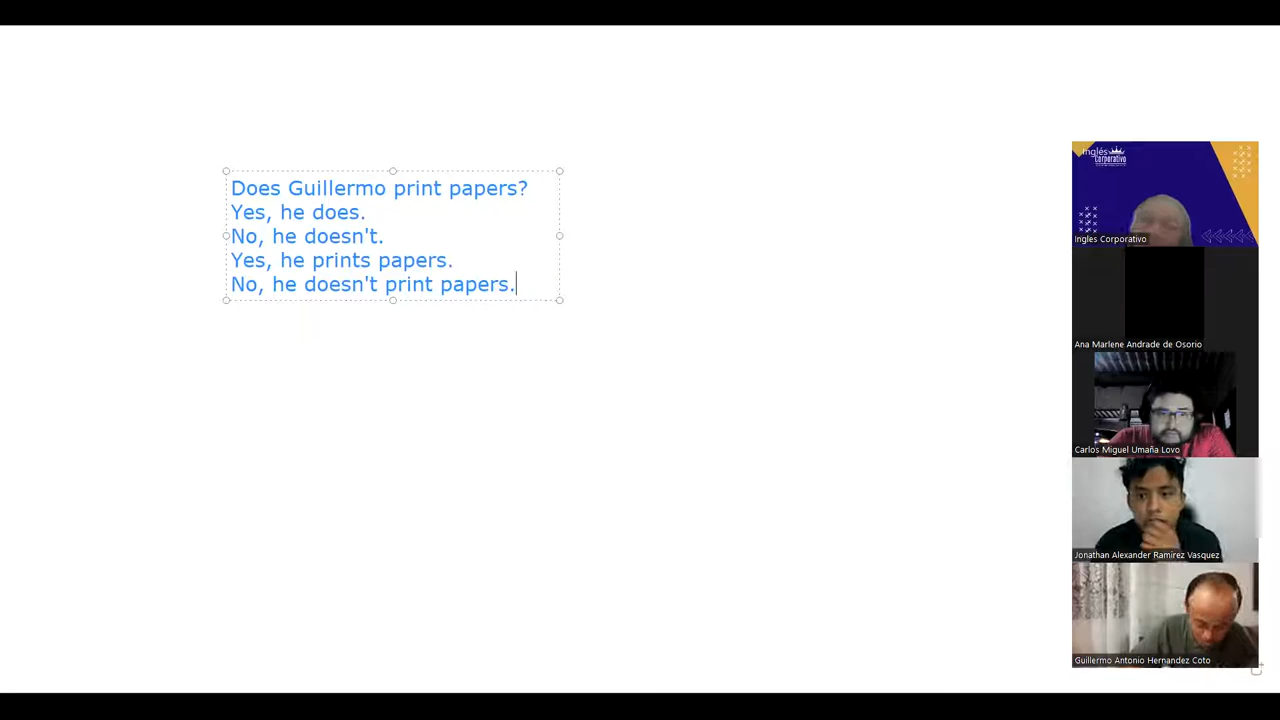 Does Guillermo print papers?
Yes, he does.
No, he doesn't.
Yes, he prints papers.
No, he doesn't print papers.
Inglés
corporativo
Ingles Corporativo
Ana Marlene Andrade de Osorio
Carlos Miguel Umaña Lovo
Jonathan Alexander Ramirez Vasquez
Guillermo Antonio Hernandez Coto